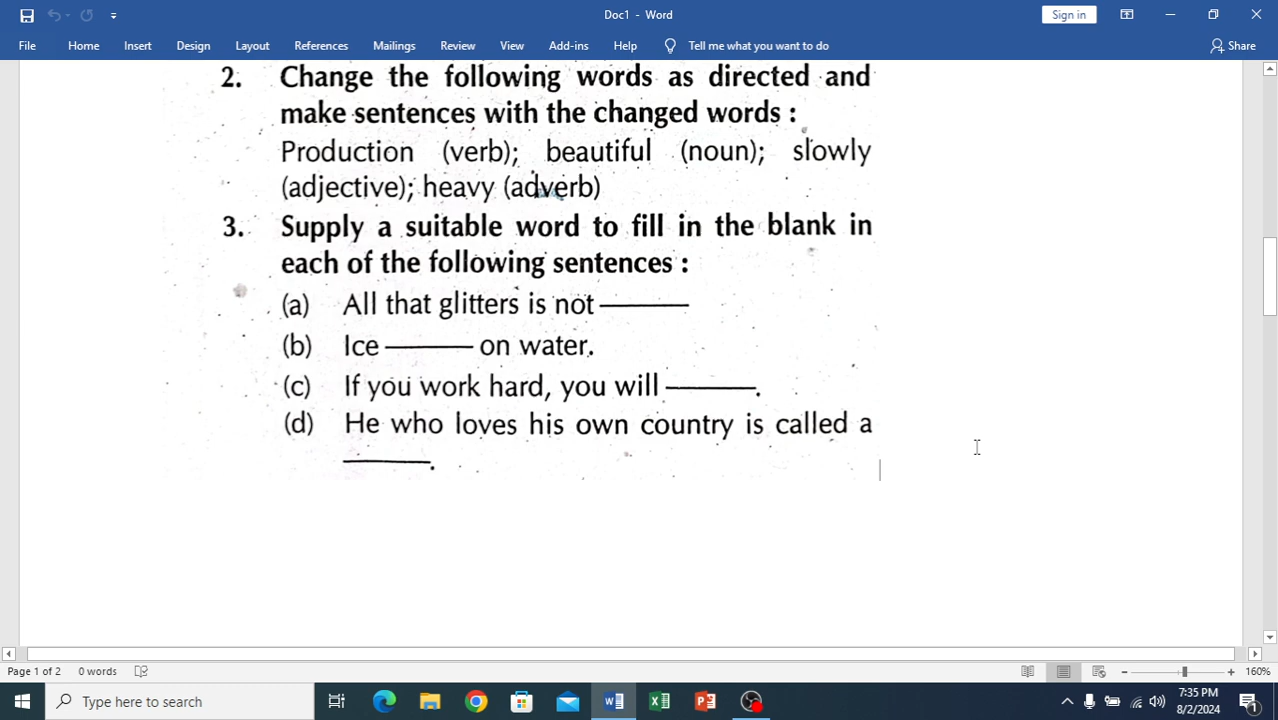 Doc1 - Word
Sign in
File Home Insert Design Layout References Mailings Review View Add-ins Help Tell me what you want to do Share
2. Change the following words as directed and
make sentences with the changed words :
Production (verb); beautiful (noun); slowly
(adjective); heavy (adverb)
3. Supply a suitable word to fill in the blank in
each of the following sentences :
(a) All that glitters is not ———
(b) Ice ——— on water.
(c) If you work hard, you will ———.
(d) He who loves his own country is called a
———.
Page 1 of 2 0 words 160%
Type here to search
7:35 PM
8/2/2024